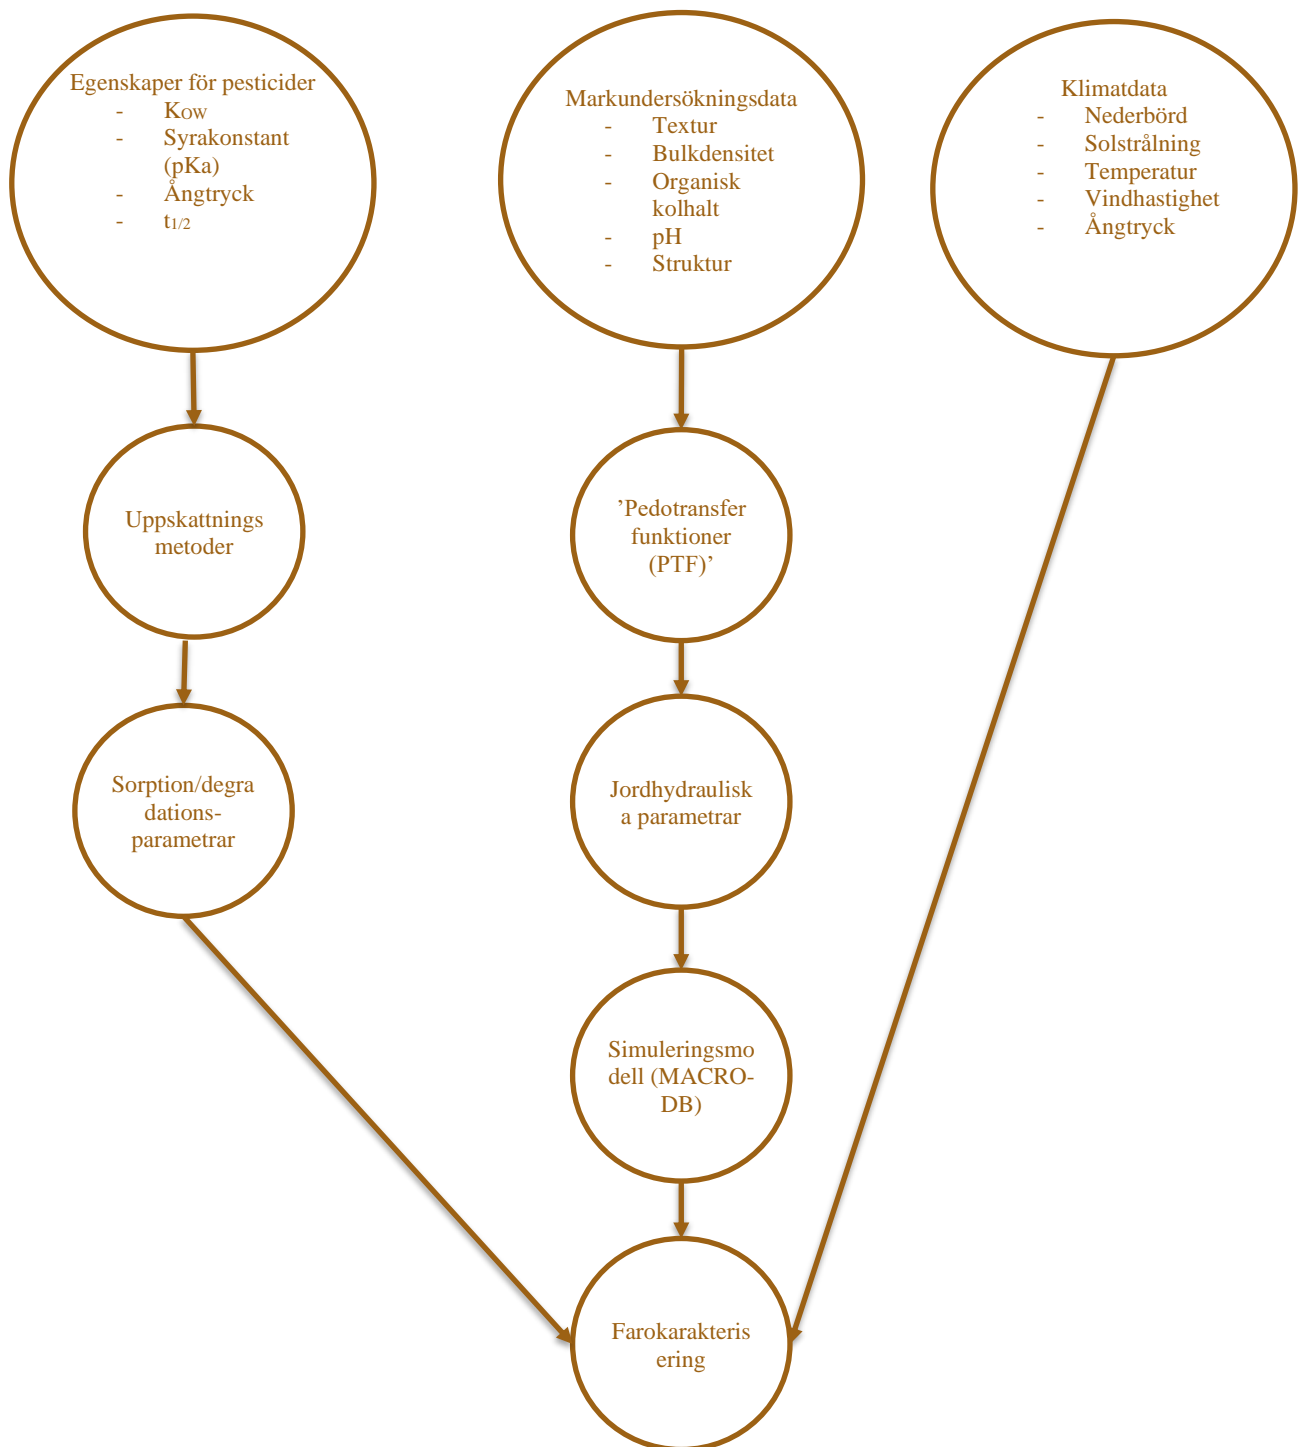 Egenskaper för pesticider
- Kow
- Syrakonstant
(pKa)
- Ångtryck
- t1/2
Markundersökningsdata
- Textur
- Bulkdensitet
- Organisk
kolhalt
- pH
- Struktur
Klimatdata
- Nederbörd
- Solstrålning
- Temperatur
- Vindhastighet
- Ångtryck
Uppskattnings
metoder
’Pedotransfer
funktioner
(PTF)’
Sorption/degra
dations-
parametrar
Jordhydraulisk
a parametrar
Simuleringsmo
dell (MACRO-
DB)
Farokarakteris
ering